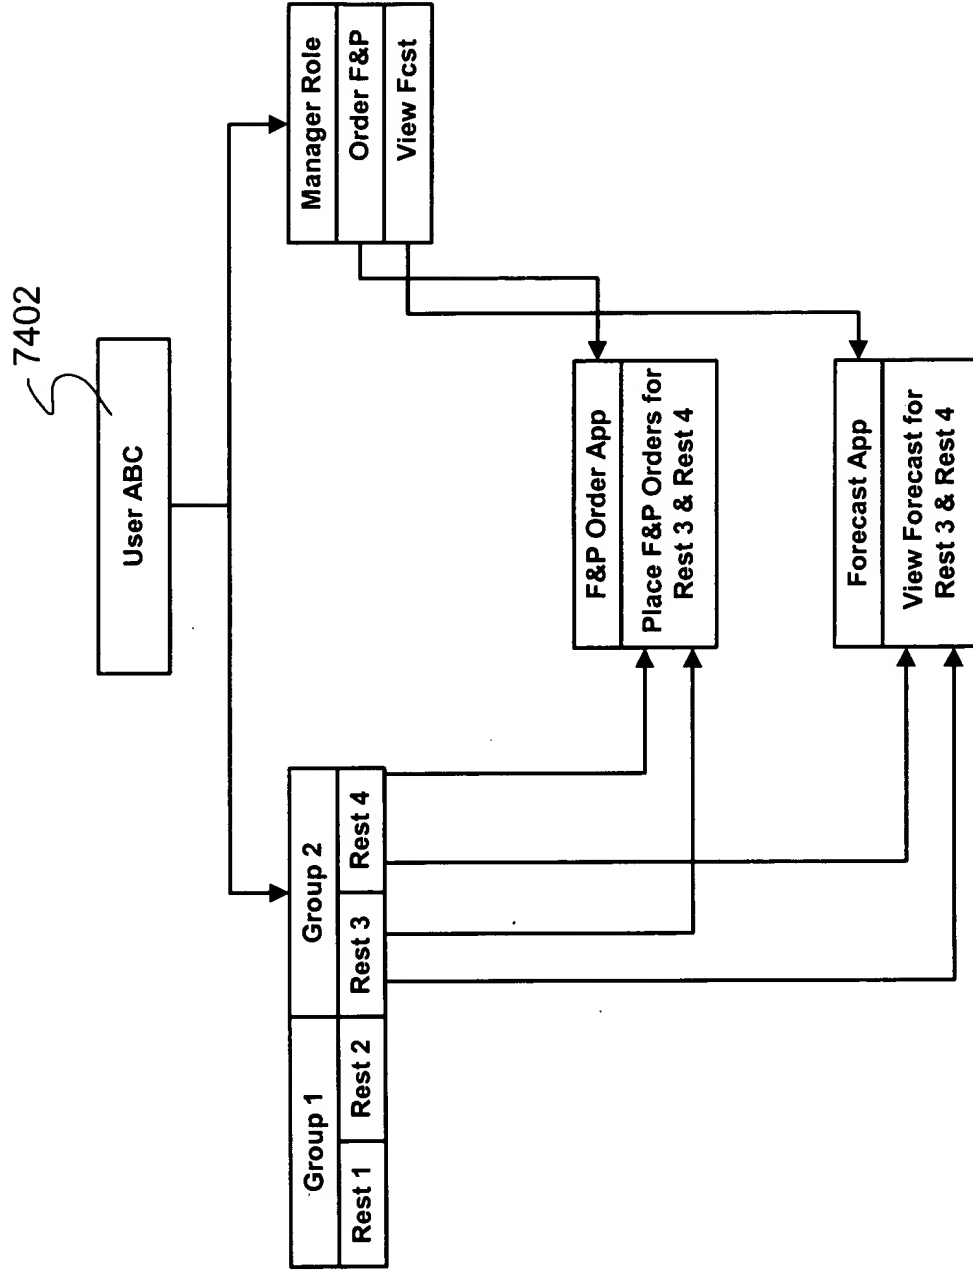 7402
User ABC
Group 1
Group 2
Rest 1
Rest 2
Rest 3
Rest 4
Manager Role
Order F&P
View Fcst
F&P Order App
Place F&P Orders for
Rest 3 & Rest 4
Forecast App
View Forecast for
Rest 3 & Rest 4